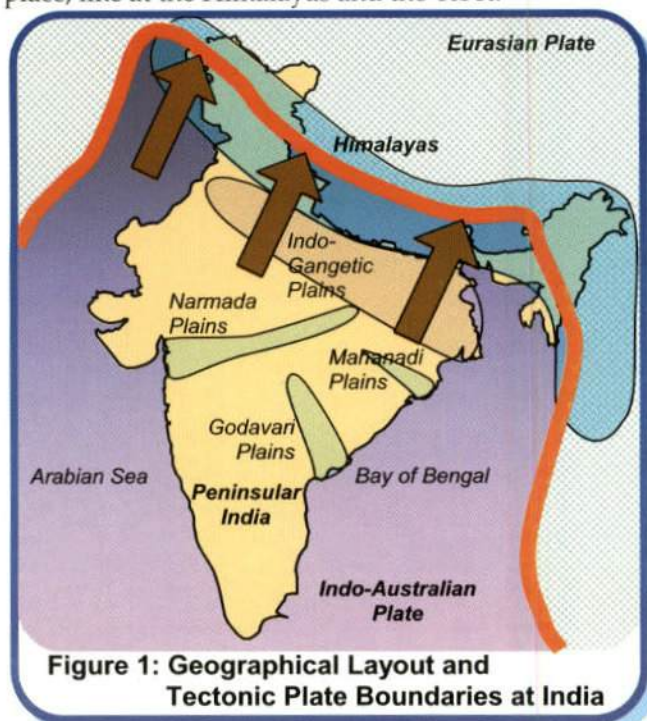 Eurasian Plate
Himalayas
Indo-
Gangetic
Plains
Narmada
Plains
Mahanadi
Plains
Godavari
Plains
Arabian Sea
Bay of Bengal
Peninsular
India
Indo-Australian
Plate
Figure 1: Geographical Layout and
Tectonic Plate Boundaries at India